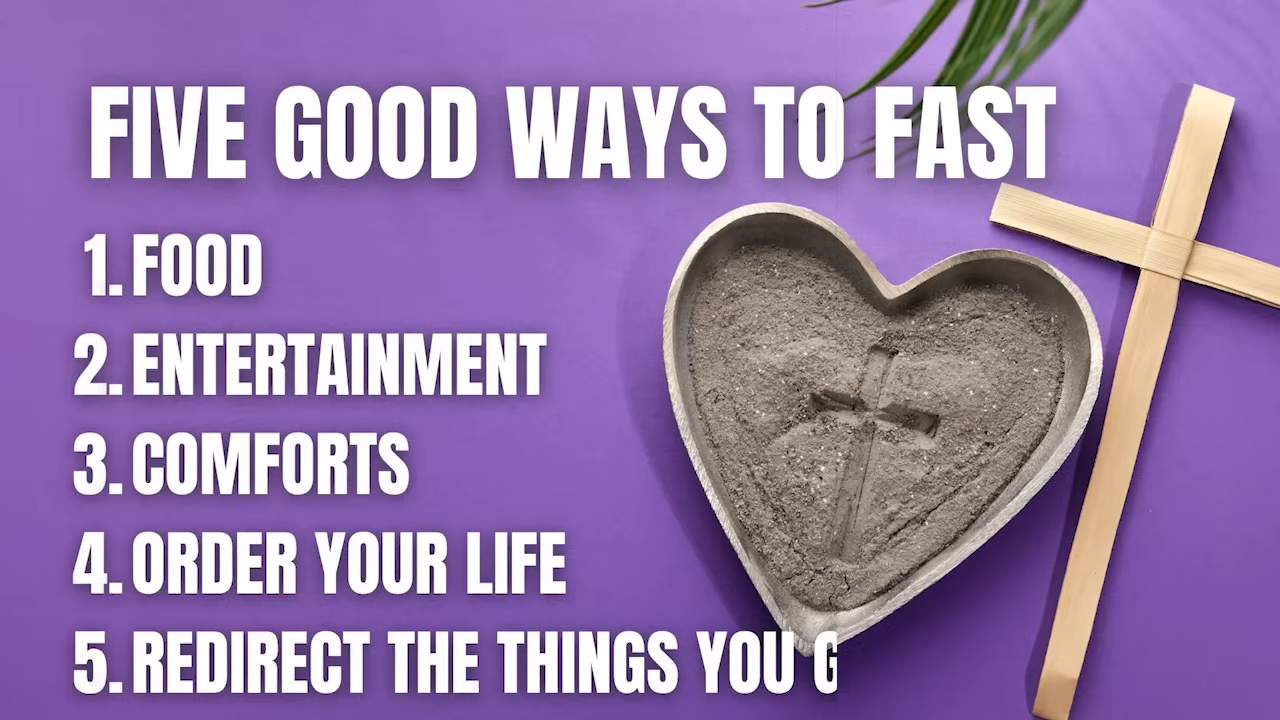 FIVE GOOD WAYS TO FAST
1. FOOD
2. ENTERTAINMENT
3. COMFORTS
4. ORDER YOUR LIFE
5. REDIRECT THE THINGS YOU